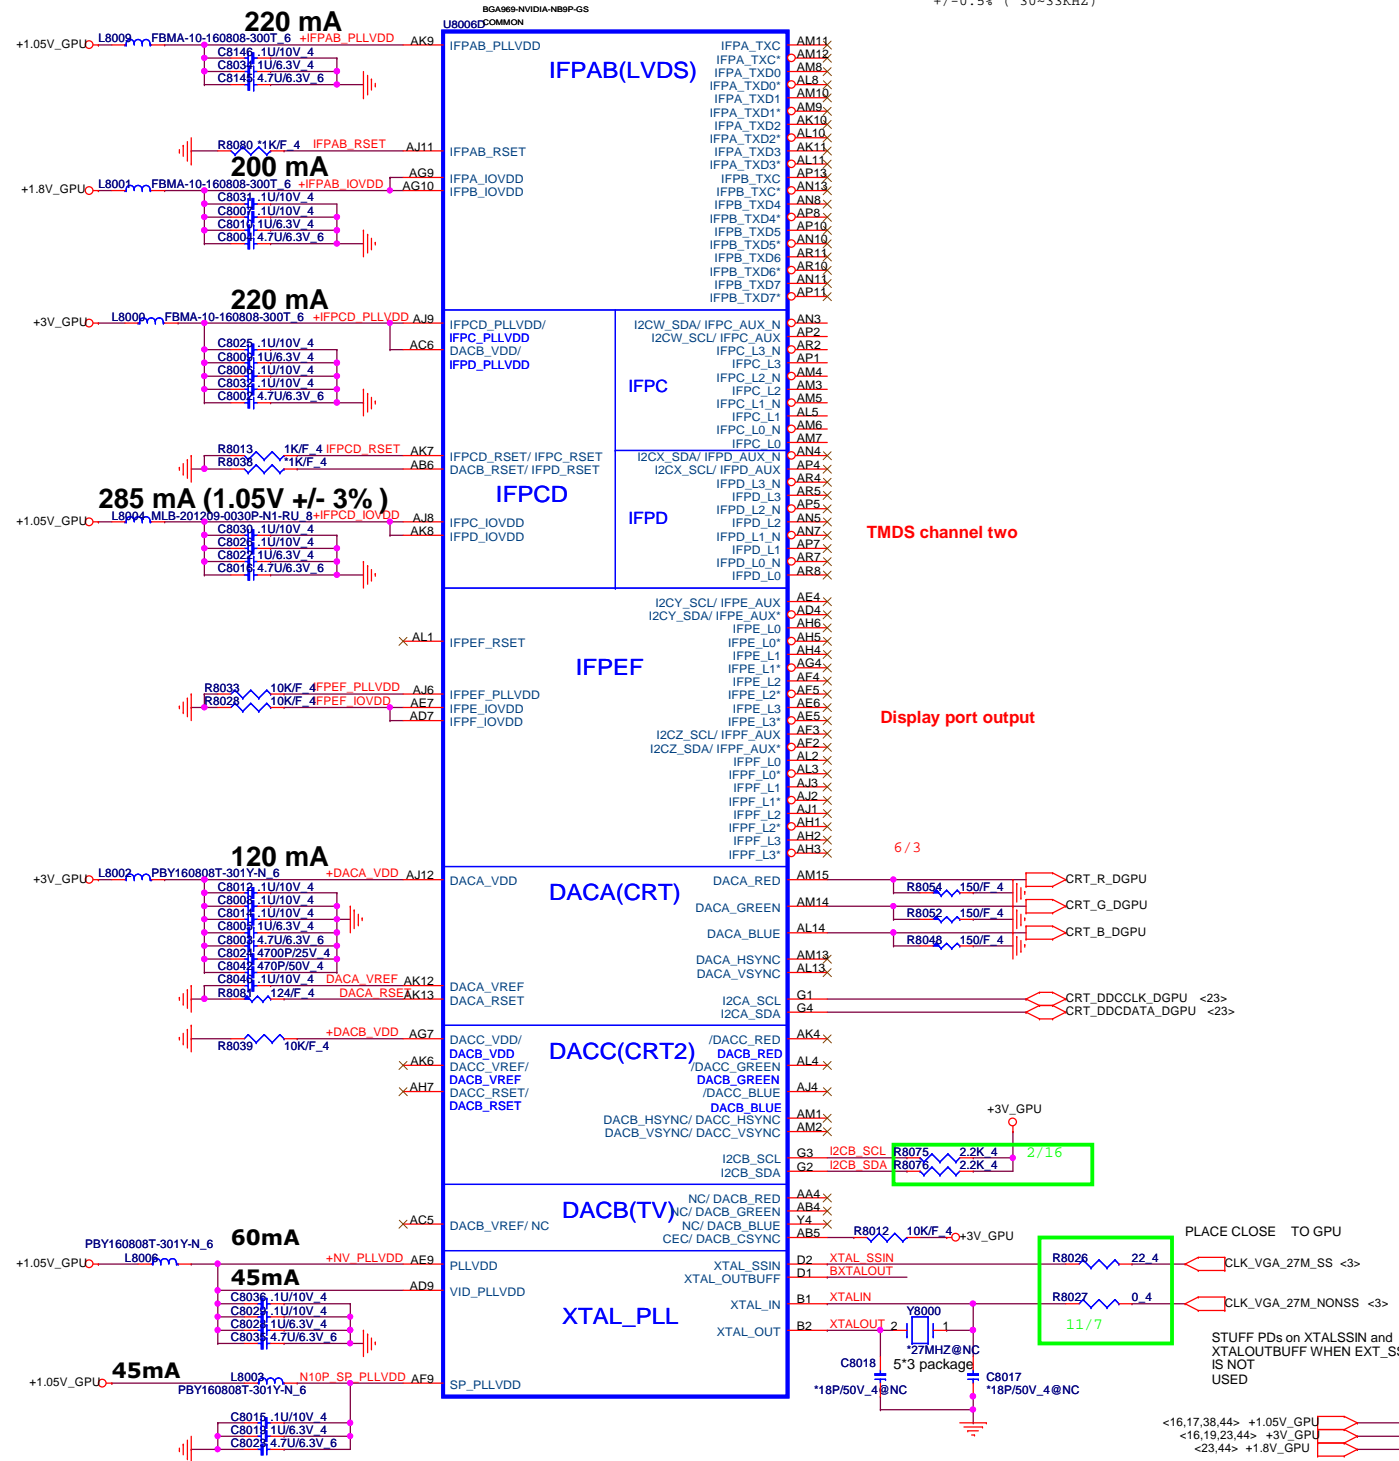 +/-0.5% ( 30~33KHZ)
BGA969-NVIDIA-NB9P-GS
U8006D COMMON
220 mA
+1.05V_GPU L8009 FBMA-10-160808-300T_6 +IFPAB_PLLVDD AK9 IFPAB_PLLVDD
C8146 .1U/10V_4
C8034 1U/6.3V_4
C8145 4.7U/6.3V_6
IFPAB(LVDS)
IFPA_TXC AM11
IFPA_TXC* AM12
IFPA_TXD0 AM8
IFPA_TXD0* AL8
IFPA_TXD1 AM10
IFPA_TXD1* AM9
IFPA_TXD2 AK10
IFPA_TXD2* AL10
IFPA_TXD3 AK11
IFPA_TXD3* AL11
IFPB_TXC AP13
IFPB_TXC* AN13
IFPB_TXD4 AN8
IFPB_TXD4* AP8
IFPB_TXD5 AP10
IFPB_TXD5* AN10
IFPB_TXD6 AR11
IFPB_TXD6* AR10
IFPB_TXD7 AN11
IFPB_TXD7* AP11
R8080 *1K/F_4 IFPAB_RSET AJ11 IFPAB_RSET
200 mA
+1.8V_GPU L8001 FBMA-10-160808-300T_6 +IFPAB_IOVDD
AG9 IFPA_IOVDD
AG10 IFPB_IOVDD
C8031 .1U/10V_4
C8007 .1U/10V_4
C8010 1U/6.3V_4
C8004 4.7U/6.3V_6
220 mA
+3V_GPU L8000 FBMA-10-160808-300T_6 +IFPCD_PLLVDD AJ9 IFPCD_PLLVDD/
IFPC_PLLVDD
AC6 DACB_VDD/
IFPD_PLLVDD
C8025 .1U/10V_4
C8009 1U/6.3V_4
C8006 .1U/10V_4
C8032 .1U/10V_4
C8002 4.7U/6.3V_6
IFPC
I2CW_SDA/ IFPC_AUX_N AN3
I2CW_SCL/ IFPC_AUX AP2
IFPC_L3_N AR2
IFPC_L3 AP1
IFPC_L2_N AM4
IFPC_L2 AM3
IFPC_L1_N AM5
IFPC_L1 AL5
IFPC_L0_N AM6
IFPC_L0 AM7
R8013 1K/F_4 IFPCD_RSET AK7 IFPCD_RSET/ IFPC_RSET
R8038 *1K/F_4 AB6 DACB_RSET/ IFPD_RSET
IFPCD
285 mA (1.05V +/- 3% )
+1.05V_GPU L8004 MLB-201209-0030P-N1-RU_8 +IFPCD_IOVDD AJ8 IFPC_IOVDD
AK8 IFPD_IOVDD
C8030 .1U/10V_4
C8026 .1U/10V_4
C8022 1U/6.3V_4
C8016 4.7U/6.3V_6
IFPD
I2CX_SDA/ IFPD_AUX_N AN4
I2CX_SCL/ IFPD_AUX AP4
IFPD_L3_N AR4
IFPD_L3 AR5
IFPD_L2_N AP5
IFPD_L2 AN5
IFPD_L1_N AN7
IFPD_L1 AP7
IFPD_L0_N AR7
IFPD_L0 AR8
TMDS channel two
AL1 IFPEF_RSET
IFPEF
R8033 10K/F_4 IFPEF_PLLVDD AJ6 IFPEF_PLLVDD
R8028 10K/F_4 IFPEF_IOVDD AE7 IFPE_IOVDD
AD7 IFPF_IOVDD
I2CY_SCL/ IFPE_AUX AE4
I2CY_SDA/ IFPE_AUX* AD4
IFPE_L0 AH6
IFPE_L0* AH5
IFPE_L1 AH4
IFPE_L1* AG4
IFPE_L2 AF4
IFPE_L2* AF5
IFPE_L3 AE6
IFPE_L3* AE5
I2CZ_SCL/ IFPF_AUX AF3
I2CZ_SDA/ IFPF_AUX* AF2
IFPF_L0 AL2
IFPF_L0* AL3
IFPF_L1 AJ3
IFPF_L1* AJ2
IFPF_L2 AJ1
IFPF_L2* AH1
IFPF_L3 AH2
IFPF_L3* AH3
Display port output
6/3
120 mA
+3V_GPU L8002 PBY160808T-301Y-N_6 +DACA_VDD AJ12 DACA_VDD
C8012 .1U/10V_4
C8008 .1U/10V_4
C8014 .1U/10V_4
C8005 1U/6.3V_4
C8003 4.7U/6.3V_6
C8024 4700P/25V_4
C8042 470P/50V_4
C8046 .1U/10V_4 DACA_VREF AK12 DACA_VREF
R8081 124/F_4 DACA_RSET AK13 DACA_RSET
DACA(CRT)
DACA_RED AM15 R8054 150/F_4 CRT_R_DGPU
DACA_GREEN AM14 R8052 150/F_4 CRT_G_DGPU
DACA_BLUE AL14 R8048 150/F_4 CRT_B_DGPU
DACA_HSYNC AM13
DACA_VSYNC AL13
I2CA_SCL G1 CRT_DDCCLK_DGPU <23>
I2CA_SDA G4 CRT_DDCDATA_DGPU <23>
R8039 10K/F_4 +DACB_VDD AG7 DACC_VDD/
DACB_VDD
AK6 DACC_VREF/
DACB_VREF
AH7 DACC_RSET/
DACB_RSET
DACC(CRT2)
/DACC_RED AK4
DACB_RED
/DACC_GREEN AL4
DACB_GREEN
/DACC_BLUE AJ4
DACB_BLUE
DACB_HSYNC/ DACC_HSYNC AM1
DACB_VSYNC/ DACC_VSYNC AM2
+3V_GPU
I2CB_SCL G3 I2CB_SCL R8075 2.2K_4 2/16
I2CB_SDA G2 I2CB_SDA R8076 2.2K_4
DACB(TV)
AC5 DACB_VREF/ NC
NC/ DACB_RED AA4
NC/ DACB_GREEN AB4
NC/ DACB_BLUE Y4
CEC/ DACB_CSYNC AB5 R8012 10K/F_4 +3V_GPU
PLACE CLOSE TO GPU
60mA
PBY160808T-301Y-N_6
+1.05V_GPU L8006 +NV_PLLVDD AE9 PLLVDD
45mA
AD9 VID_PLLVDD
C8036 .1U/10V_4
C8029 .1U/10V_4
C8028 1U/6.3V_4
C8035 4.7U/6.3V_6
XTAL_PLL
XTAL_SSIN D2 XTAL_SSIN R8026 22_4 CLK_VGA_27M_SS <3>
XTAL_OUTBUFF D1 BXTALOUT
XTAL_IN B1 XTALIN R8027 0_4 CLK_VGA_27M_NONSS <3>
11/7
XTAL_OUT B2 XTALOUT 2 Y8000 1
*27MHZ@NC
5*3 package
C8018
*18P/50V_4@NC
C8017
*18P/50V_4@NC
STUFF PDs on XTALSSIN and
XTALOUTBUFF WHEN EXT_SS
IS NOT
USED
45mA
+1.05V_GPU L8003 N10P_SP_PLLVDD AF9 SP_PLLVDD
PBY160808T-301Y-N_6
C8015 .1U/10V_4
C8019 1U/6.3V_4
C8023 4.7U/6.3V_6
<16,17,38,44> +1.05V_GPU
<16,19,23,44> +3V_GPU
<23,44> +1.8V_GPU